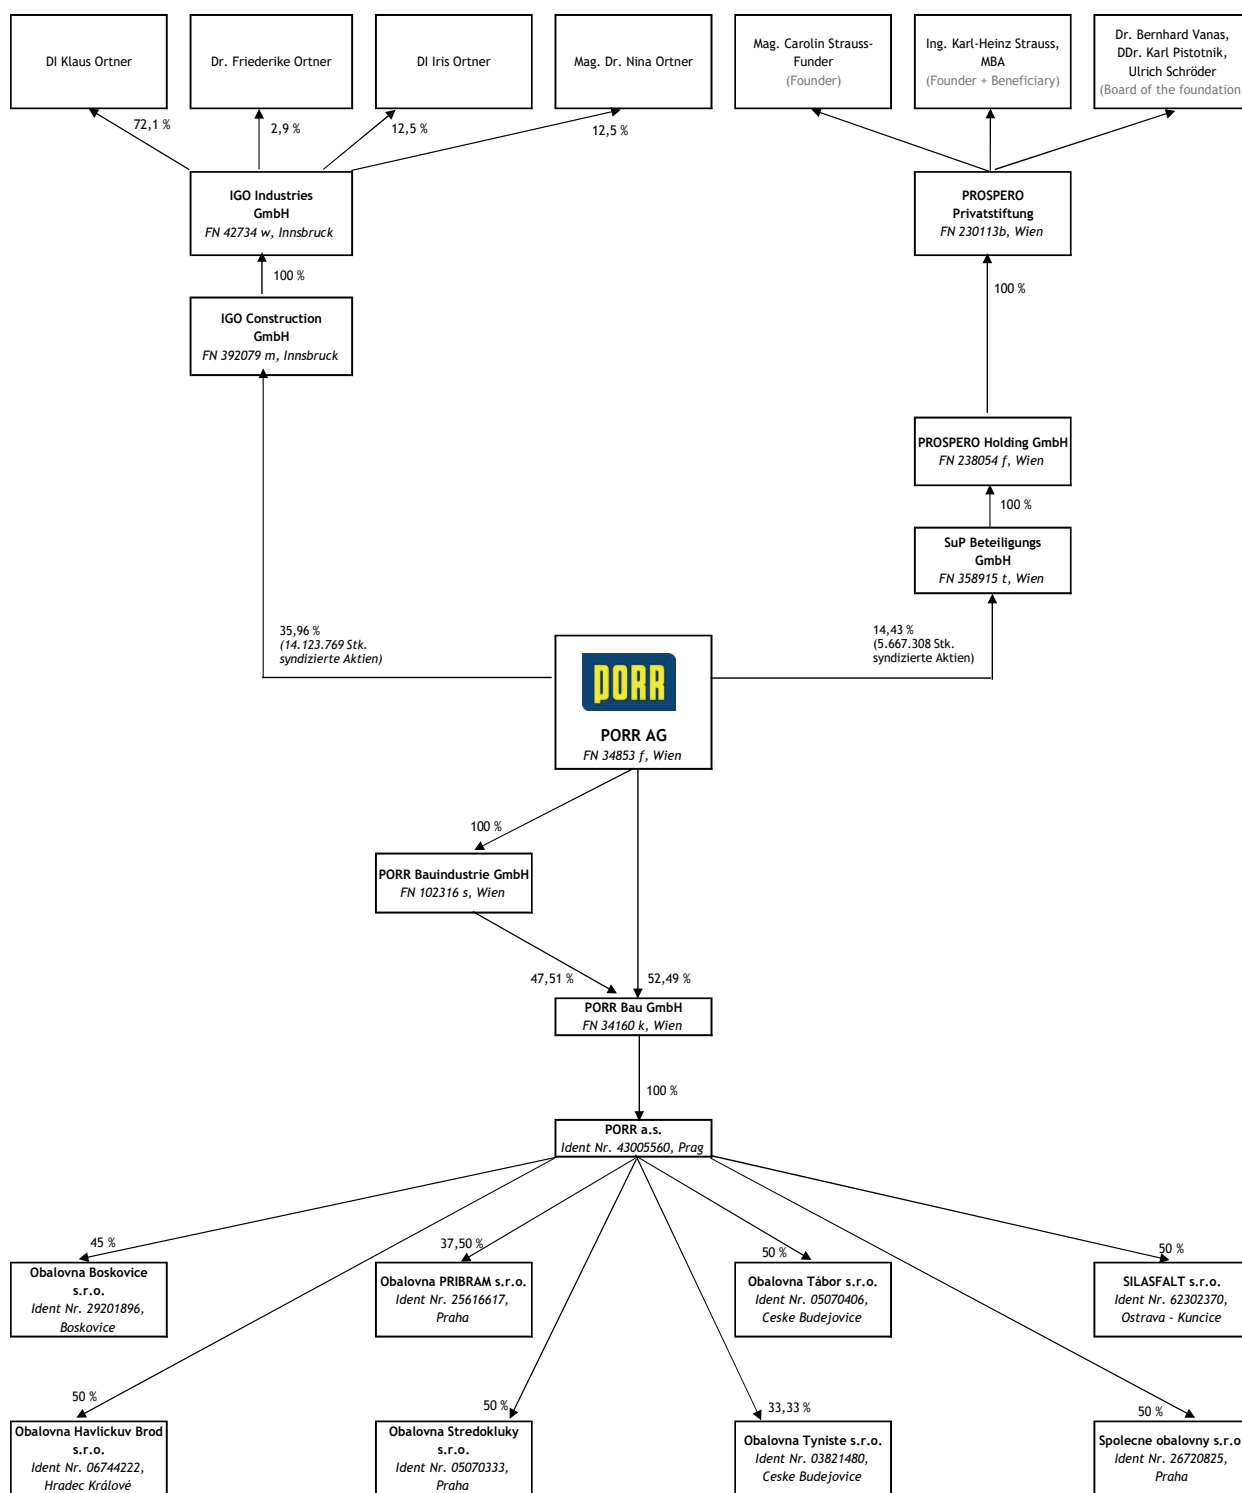 DI Klaus Ortner
Dr. Friederike Ortner
DI Iris Ortner
Mag. Dr. Nina Ortner
Mag. Carolin Strauss-
Funder
(Founder)
Ing. Karl-Heinz Strauss,
MBA
(Founder + Beneficiary)
Dr. Bernhard Vanas,
DDr. Karl Pistotnik,
Ulrich Schröder
(Board of the foundation
72,1 %
2,9 %
12,5 %
12,5 %
IGO Industries
GmbH
FN 42734 w, Innsbruck
PROSPERO
Privatstiftung
FN 230113b, Wien
100 %
100 %
IGO Construction
GmbH
FN 392079 m, Innsbruck
PROSPERO Holding GmbH
FN 238054 f, Wien
100 %
SuP Beteiligungs
GmbH
FN 358915 t, Wien
35,96 %
(14.123.769 Stk.
syndizierte Aktien)
14,43 %
(5.667.308 Stk.
syndizierte Aktien)
PORR
PORR AG
FN 34853 f, Wien
100 %
PORR Bauindustrie GmbH
FN 102316 s, Wien
47,51 %
52,49 %
PORR Bau GmbH
FN 34160 k, Wien
100 %
PORR a.s.
Ident Nr. 43005560, Prag
45 %
37,50 %
50 %
50 %
Obalovna Boskovice
s.r.o.
Ident Nr. 29201896,
Boskovice
Obalovna PRIBRAM s.r.o.
Ident Nr. 25616617,
Praha
Obalovna Tábor s.r.o.
Ident Nr. 05070406,
Ceske Budejovice
SILASFALT s.r.o.
Ident Nr. 62302370,
Ostrava - Kuncice
50 %
50 %
33,33 %
50 %
Obalovna Havlickuv Brod
s.r.o.
Ident Nr. 06744222,
Hradec Králové
Obalovna Stredokluky
s.r.o.
Ident Nr. 05070333,
Praha
Obalovna Tyniste s.r.o.
Ident Nr. 03821480,
Ceske Budejovice
Spolecne obalovny s.r.o
Ident Nr. 26720825,
Praha